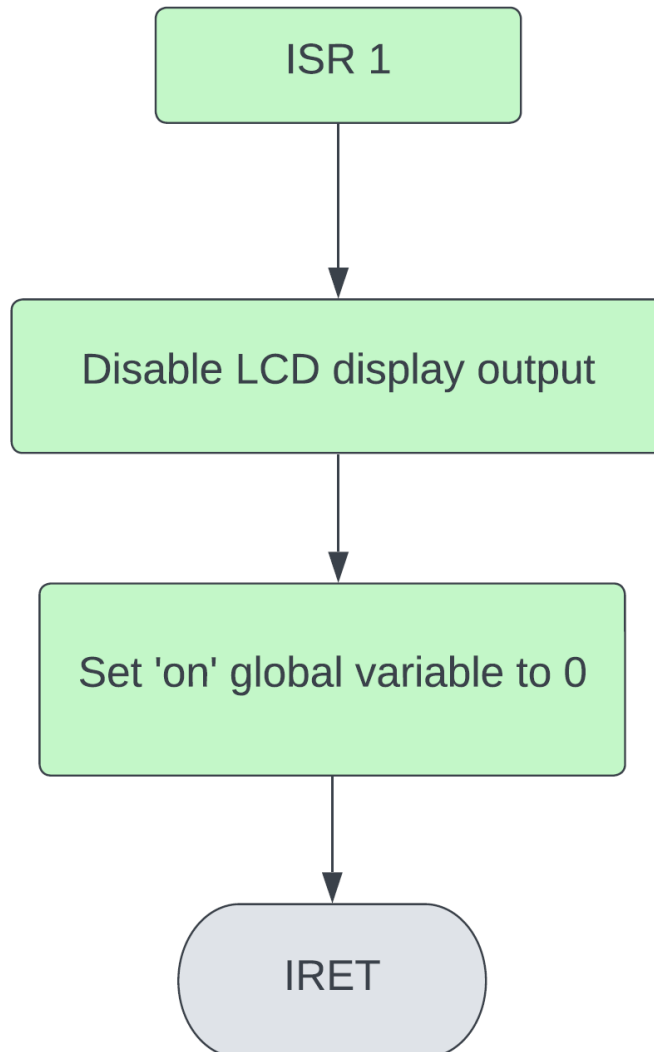 ISR 1
Disable LCD display output
Set 'on' global variable to 0
IRET